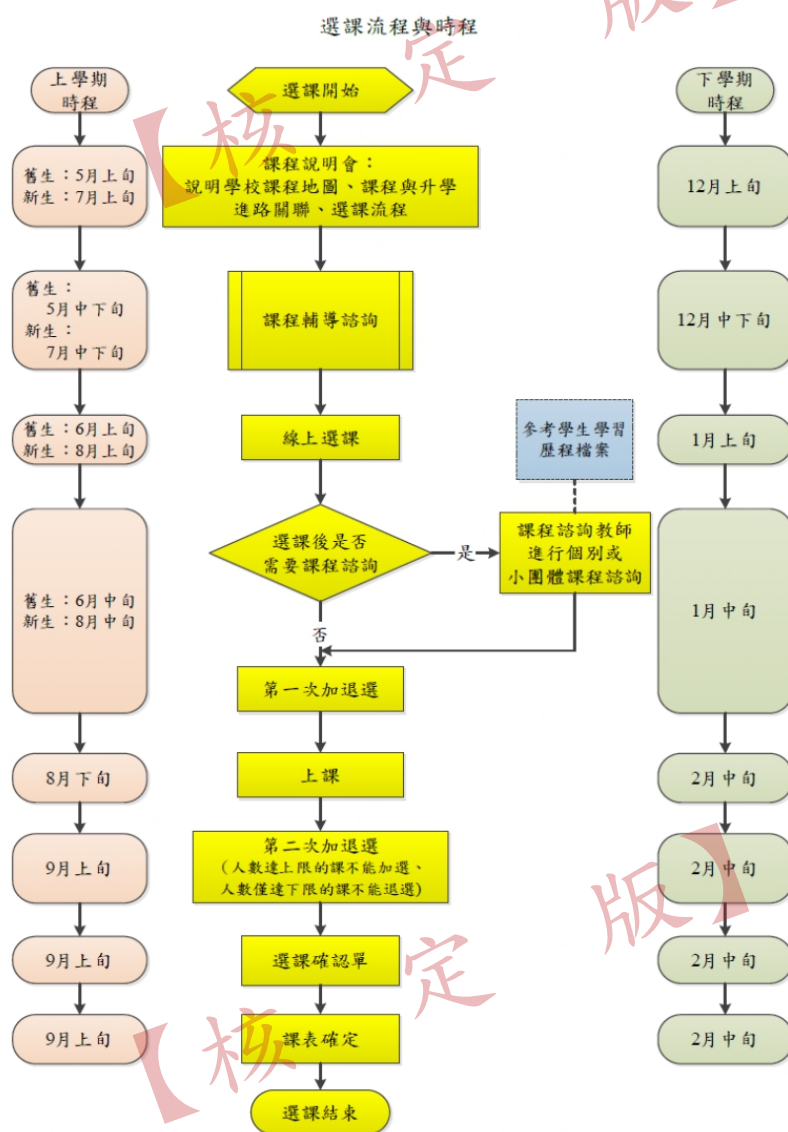 選課流程與時程
上學期
時程
選課開始
下學期
時程
舊生：5月上旬
新生：7月上旬
課程說明會：
說明學校課程地圖、課程與升學
進路關聯、選課流程
12月上旬
舊生：
5月中下旬
新生：
7月中下旬
課程輔導諮詢
12月中下旬
舊生：6月上旬
新生：8月上旬
線上選課
參考學生學習
歷程檔案
1月上旬
選課後是否
需要課程諮詢
是
課程諮詢教師
進行個別或
小團體課程諮詢
舊生：6月中旬
新生：8月中旬
1月中旬
否
第一次加退選
8月下旬
上課
2月中旬
9月上旬
第二次加退選
（人數達上限的課不能加選、
人數僅達下限的課不能退選)
2月中旬
9月上旬
選課確認單
2月中旬
9月上旬
課表確定
2月中旬
選課結束
【核定版】
【核定版】